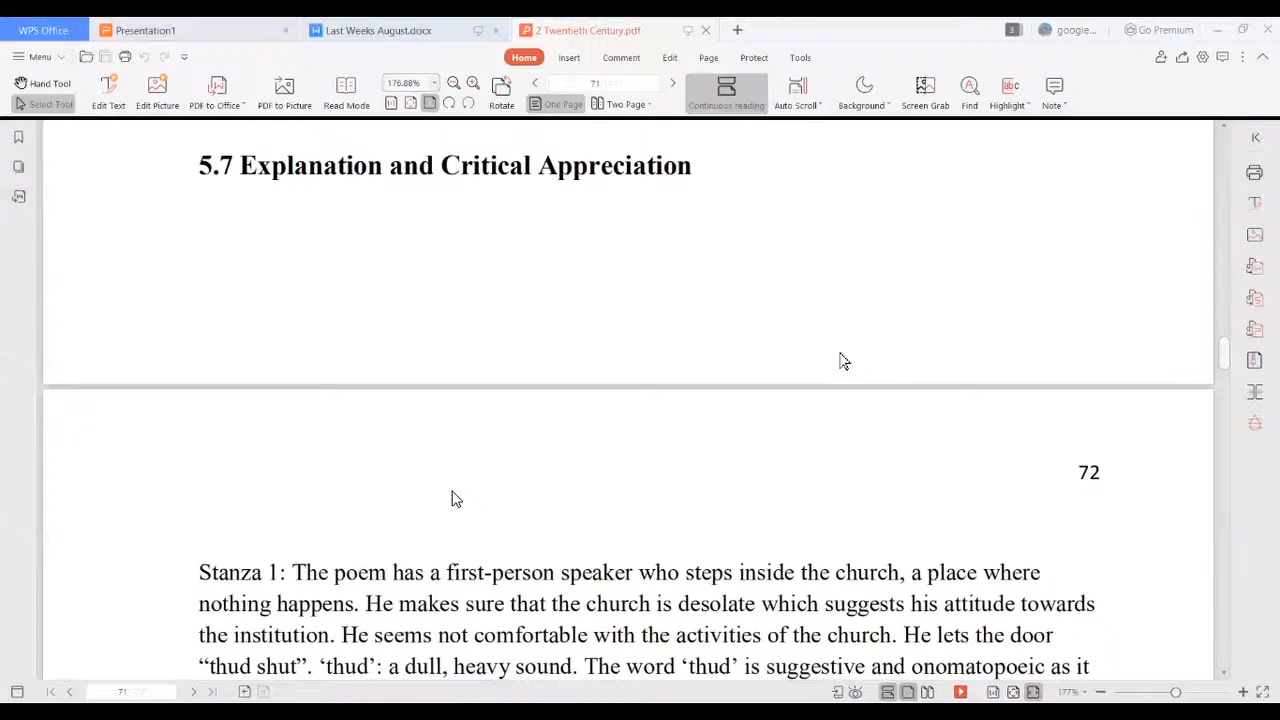 WPS Office
Presentation1
Last Weeks August.docx
2 Twentieth Century.pdf
3
google...
Go Premium
Menu
Home
Insert
Comment
Edit
Page
Protect
Tools
Hand Tool
Select Tool
Edit Text
Edit Picture
PDF to Office
PDF to Picture
Read Mode
176.88%
Rotate
71
One Page
Two Page
Continuous reading
Auto Scroll
Background
Screen Grab
Find
Highlight
Note
5.7 Explanation and Critical Appreciation
72
Stanza 1: The poem has a first-person speaker who steps inside the church, a place where
nothing happens. He makes sure that the church is desolate which suggests his attitude towards
the institution. He seems not comfortable with the activities of the church. He lets the door
“thud shut”. ‘thud’: a dull, heavy sound. The word ‘thud’ is suggestive and onomatopoeic as it
177%